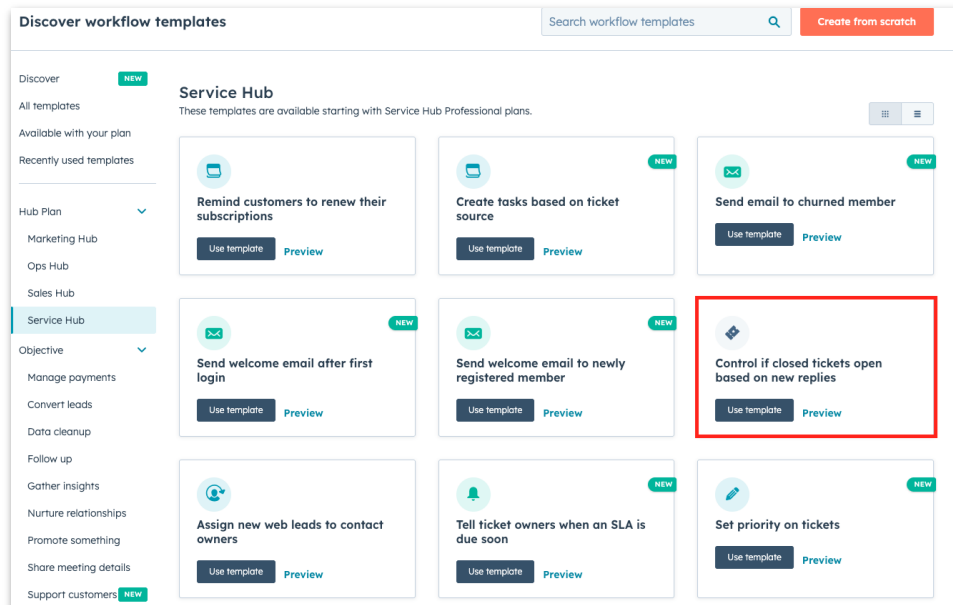 Discover workflow templates
Search workflow templates
Create from scratch
Discover
NEW
All templates
Available with your plan
Recently used templates
Hub Plan
Marketing Hub
Ops Hub
Sales Hub
Service Hub
Objective
Manage payments
Convert leads
Data cleanup
Follow up
Gather insights
Nurture relationships
Promote something
Share meeting details
Support customers
NEW
Service Hub
These templates are available starting with Service Hub Professional plans.
Remind customers to renew their
subscriptions
Use template
Preview
NEW
Create tasks based on ticket
source
Use template
Preview
NEW
Send email to churned member
Use template
Preview
NEW
Send welcome email after first
login
Use template
Preview
NEW
Send welcome email to newly
registered member
Use template
Preview
Control if closed tickets open
based on new replies
Use template
Preview
Assign new web leads to contact
owners
Use template
Preview
NEW
Tell ticket owners when an SLA is
due soon
Use template
Preview
NEW
Set priority on tickets
Use template
Preview